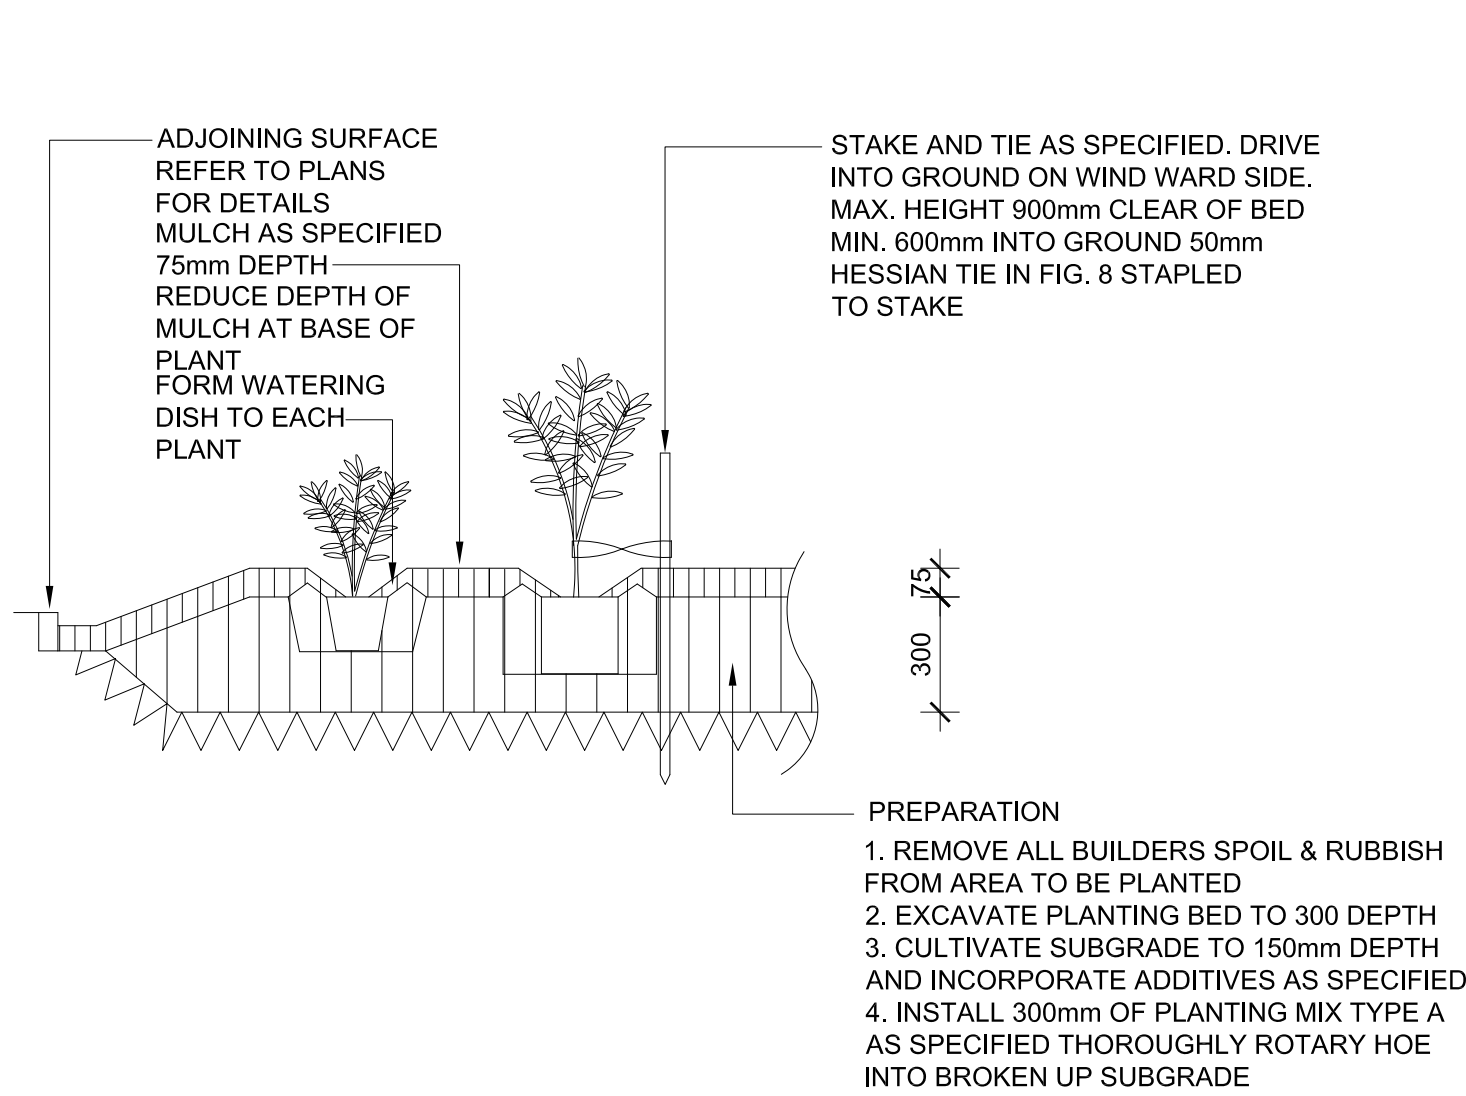 ADJOINING SURFACE
REFER TO PLANS
FOR DETAILS
MULCH AS SPECIFIED
75mm DEPTH
REDUCE DEPTH OF
MULCH AT BASE OF
PLANT
FORM WATERING
DISH TO EACH
PLANT
STAKE AND TIE AS SPECIFIED. DRIVE
INTO GROUND ON WIND WARD SIDE.
MAX. HEIGHT 900mm CLEAR OF BED
MIN. 600mm INTO GROUND 50mm
HESSIAN TIE IN FIG. 8 STAPLED
TO STAKE
75
300
PREPARATION
1. REMOVE ALL BUILDERS SPOIL & RUBBISH
FROM AREA TO BE PLANTED
2. EXCAVATE PLANTING BED TO 300 DEPTH
3. CULTIVATE SUBGRADE TO 150mm DEPTH
AND INCORPORATE ADDITIVES AS SPECIFIED
4. INSTALL 300mm OF PLANTING MIX TYPE A
AS SPECIFIED THOROUGHLY ROTARY HOE
INTO BROKEN UP SUBGRADE